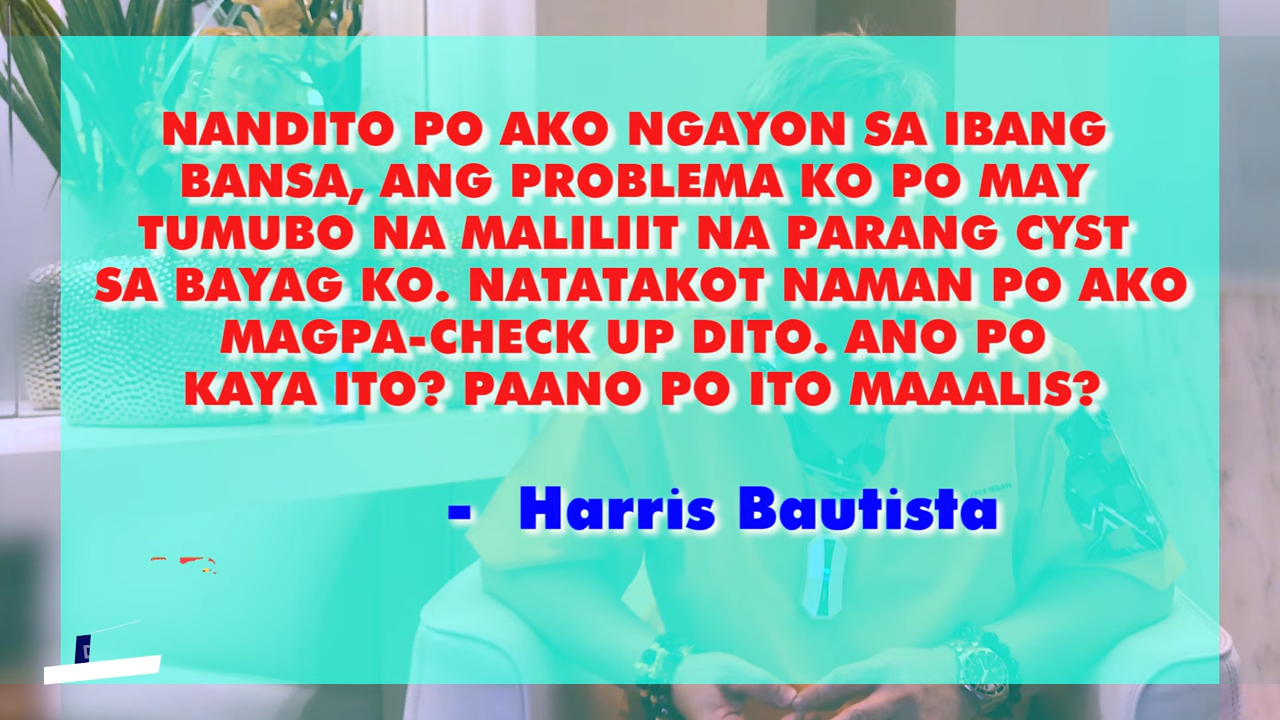 NANDITO PO AKO NGAYON SA IBANG
BANSA, ANG PROBLEMA KO PO MAY
TUMUBO NA MALILIIT NA PARANG CYST
SA BAYAG KO. NATATAKOT NAMAN PO AKO
MAGPA-CHECK UP DITO. ANO PO
KAYA ITO? PAANO PO ITO MAAALIS?
- Harris Bautista